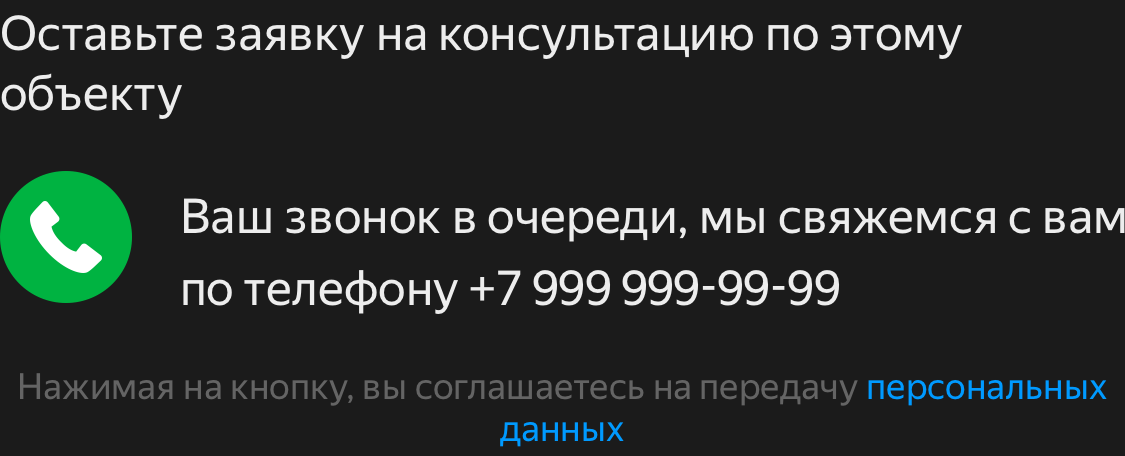 Оставьте заявку на консультацию по этому
объекту
Ваш звонок в очереди, мы свяжемся с вам
по телефону +7 999 999-99-99
Нажимая на кнопку, вы соглашаетесь на передачу персональных
данных